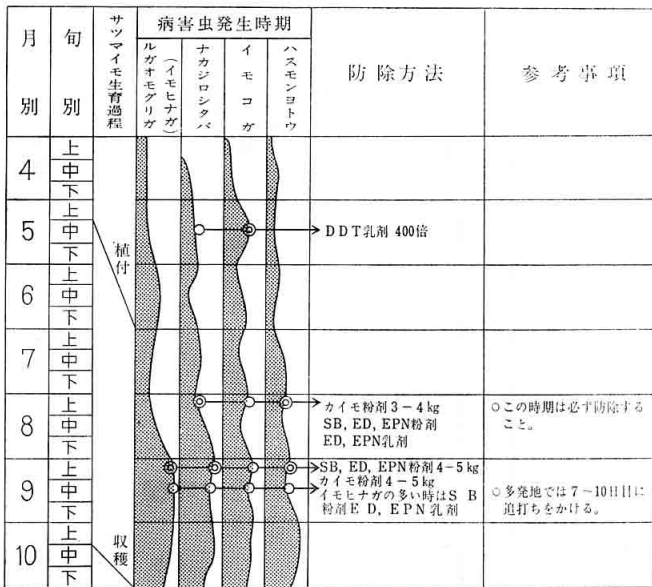 月別
旬別
サツマイモ生育過程
病害虫発生時期
ルガオモグリガ
(イモヒナガ)
ナカジロシタバ
イモコガ
ハスモンヨトウ
防除方法
参考事項
4
上
中
下
5
上
中
下
植付
DDT乳剤 400倍
6
上
中
下
7
上
中
下
8
上
中
下
カイモ粉剤3-4kg
SB, ED, EPN粉剤
ED, EPN乳剤
○この時期は必ず防除する
こと。
9
上
中
下
SB, ED, EPN粉剤4-5kg
カイモ粉剤4-5kg
イモヒナガの多い時はSB
粉剤ED, EPN乳剤
○多発地では7~10日目に
追打ちをかける。
10
上
中
下
収穫